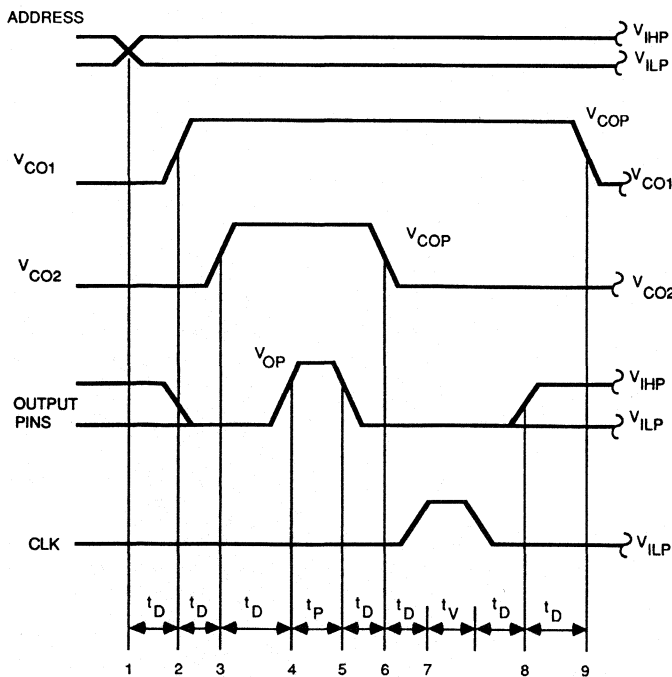 ADDRESS
VIHP
VILP
VCOP
VCO1
VCO1
VCOP
VCO2
VCO2
VOP
VIHP
OUTPUT
PINS
VILP
CLK
VILP
tD tD tD tP tD tD tV tD tD
1 2 3 4 5 6 7 8 9